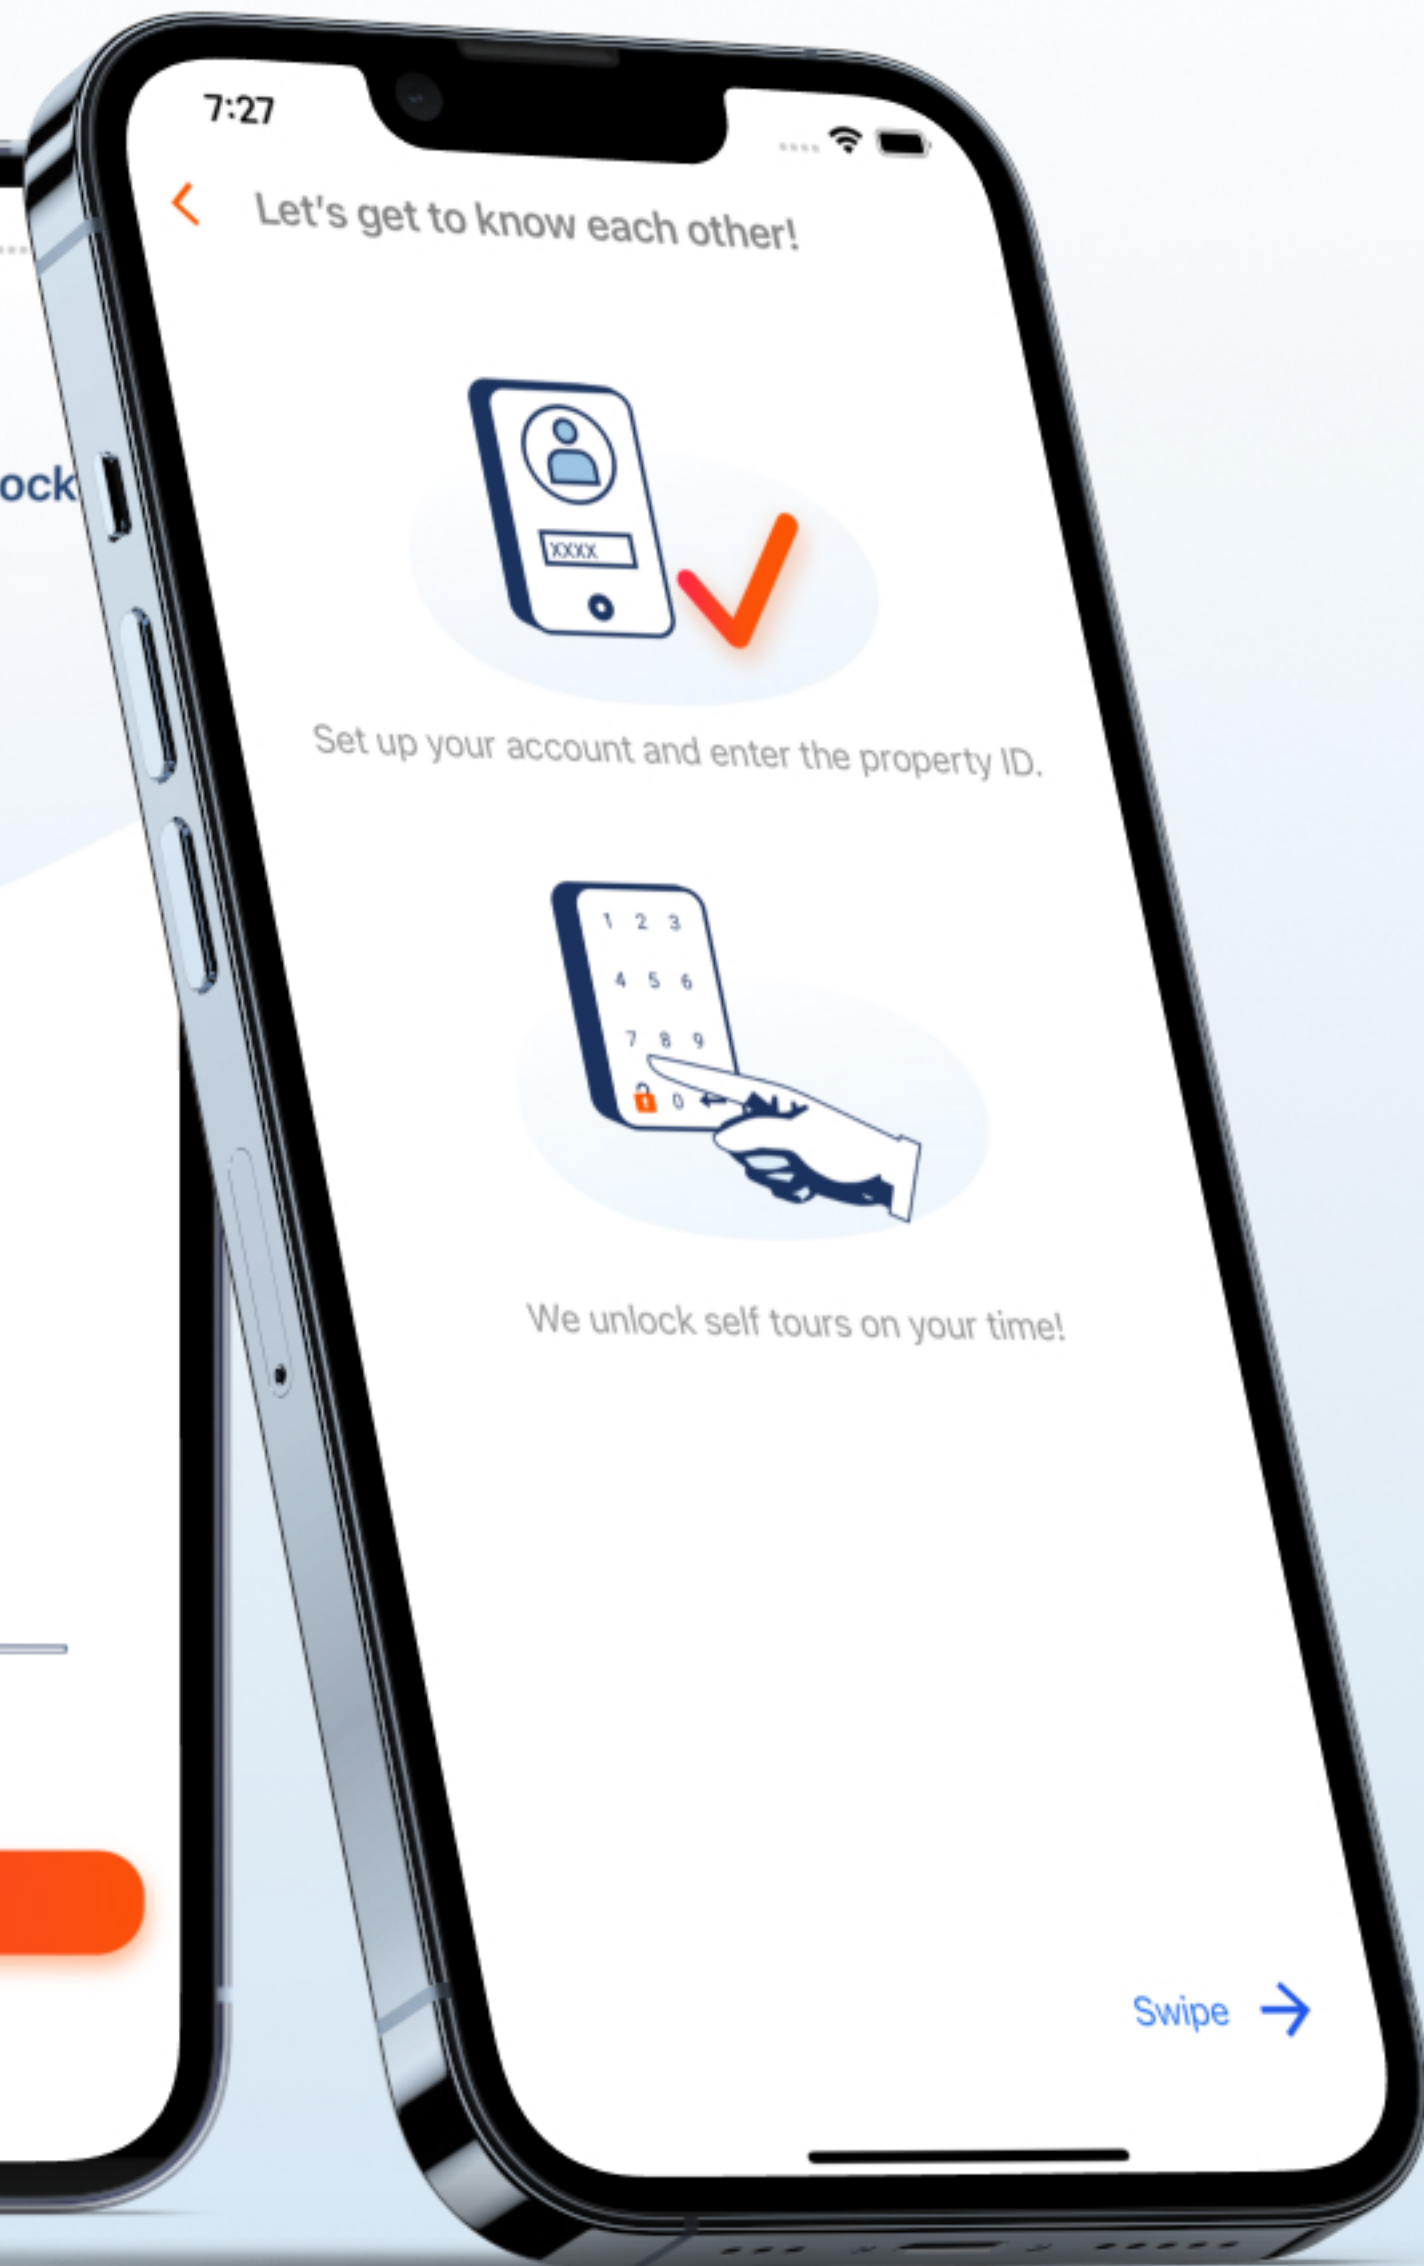 7:27
Let's get to know each other!
ock
XXXX
Set up your account and enter the property ID.
1 2 3
4 5 6
7 8 9
0
We unlock self tours on your time!
Swipe